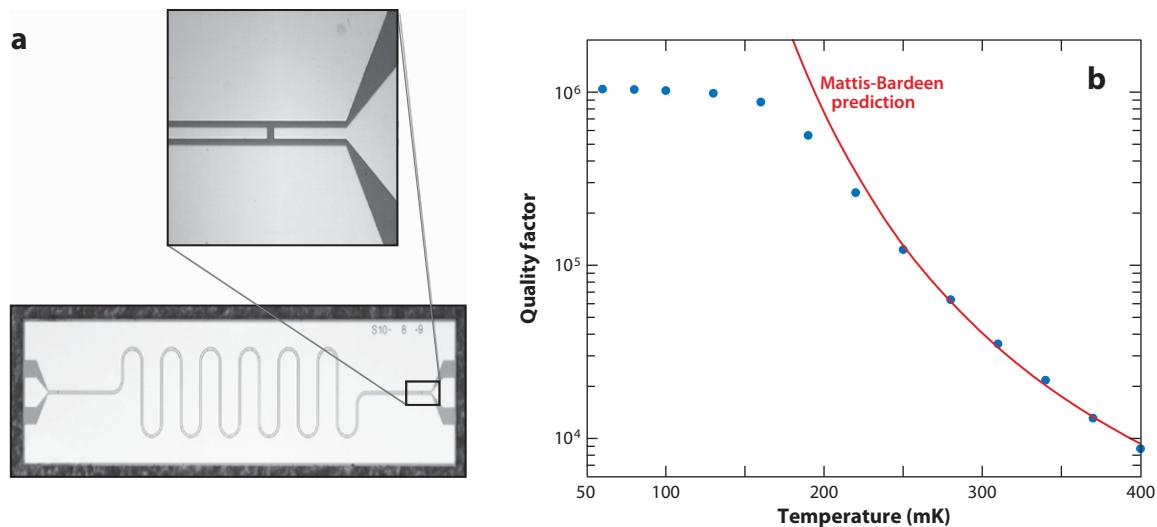 a
S10- 8 -9
b
Mattis-Bardeen
prediction
Quality factor
10⁶
10⁵
10⁴
50 100 200 300 400
Temperature (mK)